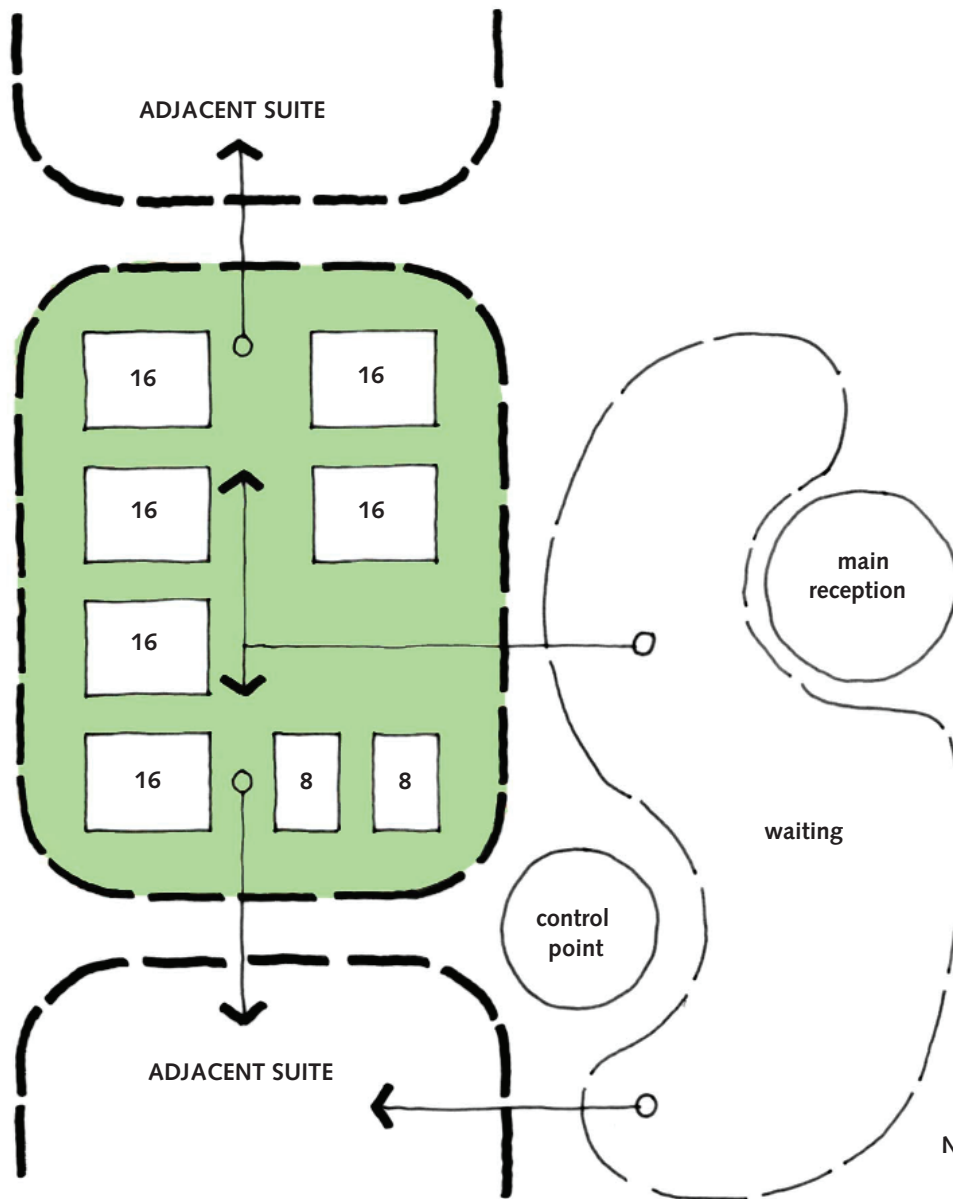 ADJACENT SUITE
16
16
16
16
16
16
8
8
main
reception
waiting
control
point
ADJACENT SUITE
N